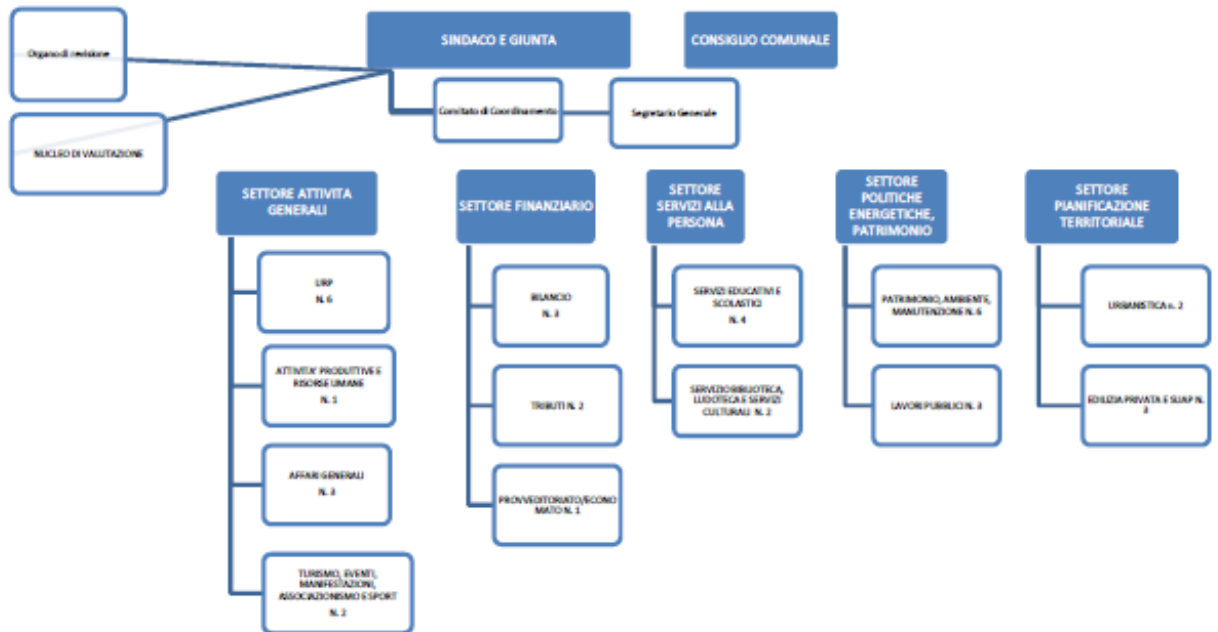 Organo di revisione
SINDACO E GIUNTA
CONSIGLIO COMUNALE
Comitato di Coordinamento
Segretario Generale
NUCLEO DI VALUTAZIONE
SETTORE ATTIVITA
GENERALI
URP
N. 6
ATTIVITA' PRODUTTIVE E
RISORSE UMANE
N. 1
AFFARI GENERALI
N. 3
TURISMO, EVENTI,
MANIFESTAZIONI,
ASSOCIAZIONISMO E SPORT
N. 2
SETTORE FINANZIARIO
BILANCIO
N. 3
TRIBUTI N. 2
PROVVEDITORIATO/ECONO
MATO N. 1
SETTORE
SERVIZI ALLA
PERSONA
SERVIZI EDUCATIVI E
SCOLASTICI
N. 4
SERVIZIO BIBLIOTECA,
LUDOTECA E SERVIZI
CULTURALI N. 2
SETTORE
POLITICHE
ENERGETICHE,
PATRIMONIO
PATRIMONIO, AMBIENTE,
MANUTENZIONE N. 6
LAVORI PUBBLICI N. 3
SETTORE
PIANIFICAZIONE
TERRITORIALE
URBANISTICA n. 2
EDILIZIA PRIVATA E SUAP N.
3